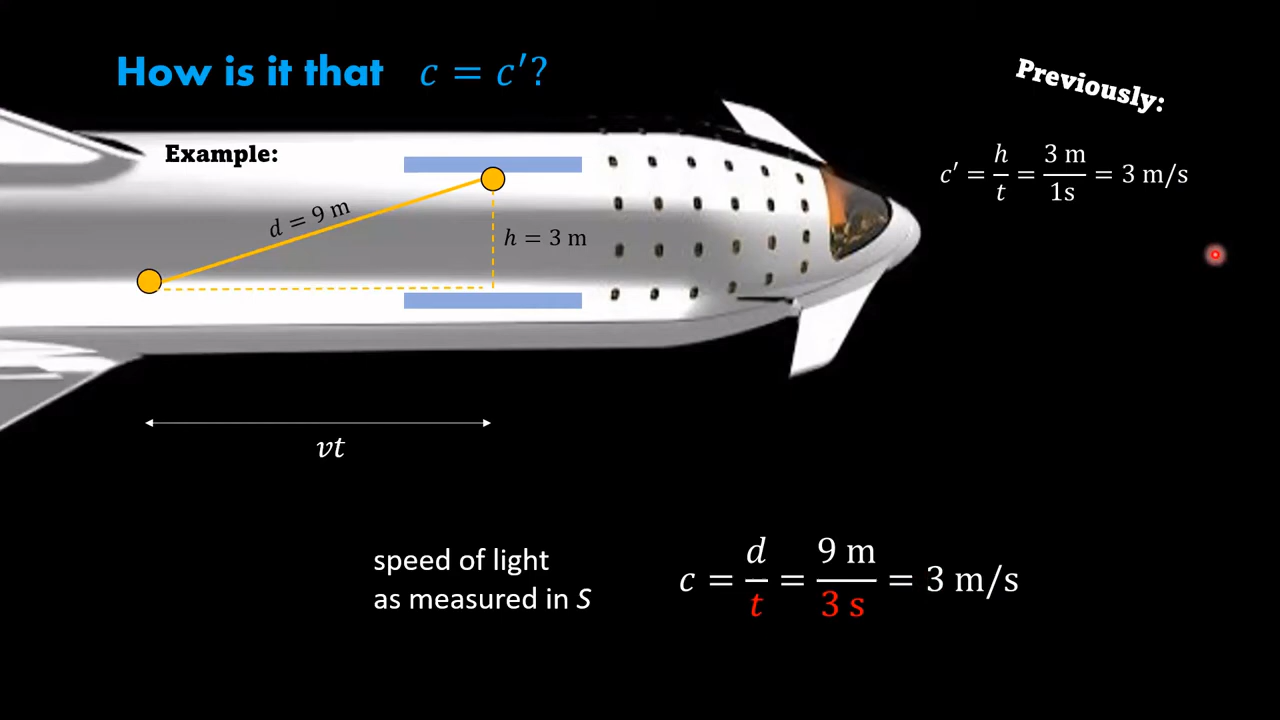 How is it that c = c′?
Previously:
Example:
c′ = h/t = 3 m/1s = 3 m/s
d = 9 m
h = 3 m
vt
speed of light
as measured in S
c = d/t = 9 m/3 s = 3 m/s